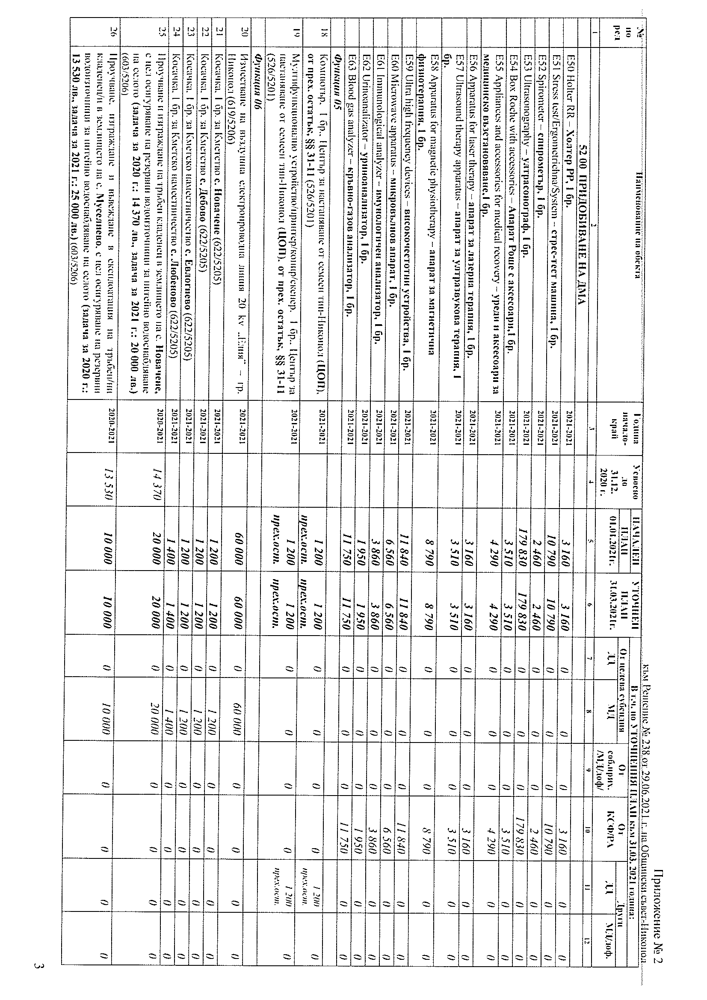 Приложение № 2
към Решение № 238 от 29.06.2021 г. на Общински съвет-Никопол
№ по ред
Наименование на обекта
Година начало-край
Усвоено до 31.12. 2020 г.
НАЧАЛЕН ПЛАН 01.01.2021г.
УТОЧНЕН ПЛАН 31.03.2021г.
В т.ч. по УТОЧНЕНИЯ ПЛАН към 31.03. 2021 година:
От целева субсидия
От соб.прих. /МД/доф/
От КСФ/РА
Други
ДД МД ДД МД/доф.
1 2 3 4 5 6 7 8 9 10 11 12
52 00 ПРИДОБИВАНЕ НА ДМА
E50 Holter RR – Холтер РР, 1 бр. 2021-2021 3 160 3 160 0 0 0 3 160 0 0
E51 Stress test/Ergometrichna/System – стрес-тест машина, 1 бр. 2021-2021 10 790 10 790 0 0 0 10 790 0 0
E52 Spirometer – спирометър, 1 бр. 2021-2021 2 460 2 460 0 0 0 2 460 0 0
E53 Ultrasonography – ултрасонограф, 1 бр. 2021-2021 179 830 179 830 0 0 0 179 830 0 0
E54 Box Roche with accessories – Апарат Роше с аксесоари,1 бр. 2021-2021 3 510 3 510 0 0 0 3 510 0 0
E55 Appliances and accessories for medical recovery – уреди и аксесоари за
медицинско възстановяване,1 бр. 2021-2021 4 290 4 290 0 0 0 4 290 0 0
E56 Apparatus for laser therapy – апарат за лазерна терапия, 1 бр. 2021-2021 3 160 3 160 0 0 0 3 160 0 0
E57 Ultrasound therapy apparatus – апарат за ултразвукова терапия, 1
бр. 2021-2021 3 510 3 510 0 0 0 3 510 0 0
E58 Apparatus for magnetic physiotherapy – апарат за магнетична
физиотерапия, 1 бр. 2021-2021 8 790 8 790 0 0 0 8 790 0 0
E59 Ultra high frequency devices – високочестотни устройства, 1 бр. 2021-2021 11 840 11 840 0 0 0 11 840 0 0
E60 Microwave apparatus – микровълнов апарат, 1 бр. 2021-2021 6 560 6 560 0 0 0 6 560 0 0
E61 Immunological analyzer – имунологичен анализатор, 1 бр. 2021-2021 3 860 3 860 0 0 0 3 860 0 0
E62 Urinoanalizator – уриноанализатор, 1 бр. 2021-2021 1 950 1 950 0 0 0 1 950 0 0
E63 Blood gas analyzer – кръвно-газов анализатор, 1 бр. 2021-2021 11 750 11 750 0 0 0 11 750 0 0
Функция 05
18 Компютър. 1 бр., Център за настаняване от семеен тип-Никопол (ЦОП), 2021-2021 1 200 1 200 0 0 0 0 1 200 0
от прех. остатък, §§ 31-11 (526/5201) прех.ост. прех.ост. прех.ост.
19 Мултифункционално устройство/принтер/копир/скенер. 1 бр., Център за 2021-2021 1 200 1 200 0 0 0 0 1 200 0
настаняване от семеен тип-Никопол (ЦОП), от прех. остатък, §§ 31-11 прех.ост. прех.ост. прех.ост.
(526/5201)
Функция 06
20 Изместване на въздушна електропроводна линия 20 kv „Елия“ – гр. 2021-2021 60 000 60 000 0 60 000 0 0 0 0
Никопол (619/5206)
21 Косачка. 1 бр. за Кметство с. Новачене (622/5205) 2021-2021 1 200 1 200 0 1 200 0 0 0 0
22 Косачка. 1 бр. за Кметство с. Дебово (622/5205) 2021-2021 1 200 1 200 0 1 200 0 0 0 0
23 Косачка. 1 бр. за Кметско наместничество с. Евлогиево (622/5205) 2021-2021 1 200 1 200 0 1 200 0 0 0 0
24 Косачка. 1 бр. за Кметско наместничество с. Любеново (622/5205) 2021-2021 1 400 1 400 0 1 400 0 0 0 0
25 Проучване и изграждане на тръбен кладенец в землището на с. Новачене, 2020-2021 14 370 20 000 20 000 0 20 000 0 0 0 0
с цел осигуряване на резервни водоизточници за питейно водоснабдяване
на селото (задача за 2020 г.: 14 370 лв., задача за 2021 г.: 20 000 лв.)
(603/5206)
26 Проучване, изграждане и въвеждане в експлоатация на тръбен/ни 2020-2021 13 530 10 000 10 000 0 10 000 0 0 0 0
кладенец/и в землището на с. Муселиево, с цел осигуряване на резервни
водоизточници за питейно водоснабдяване на селото (задача за 2020 г.:
13 530 лв., задача за 2021 г.: 25 000 лв.) (603/5206)
3